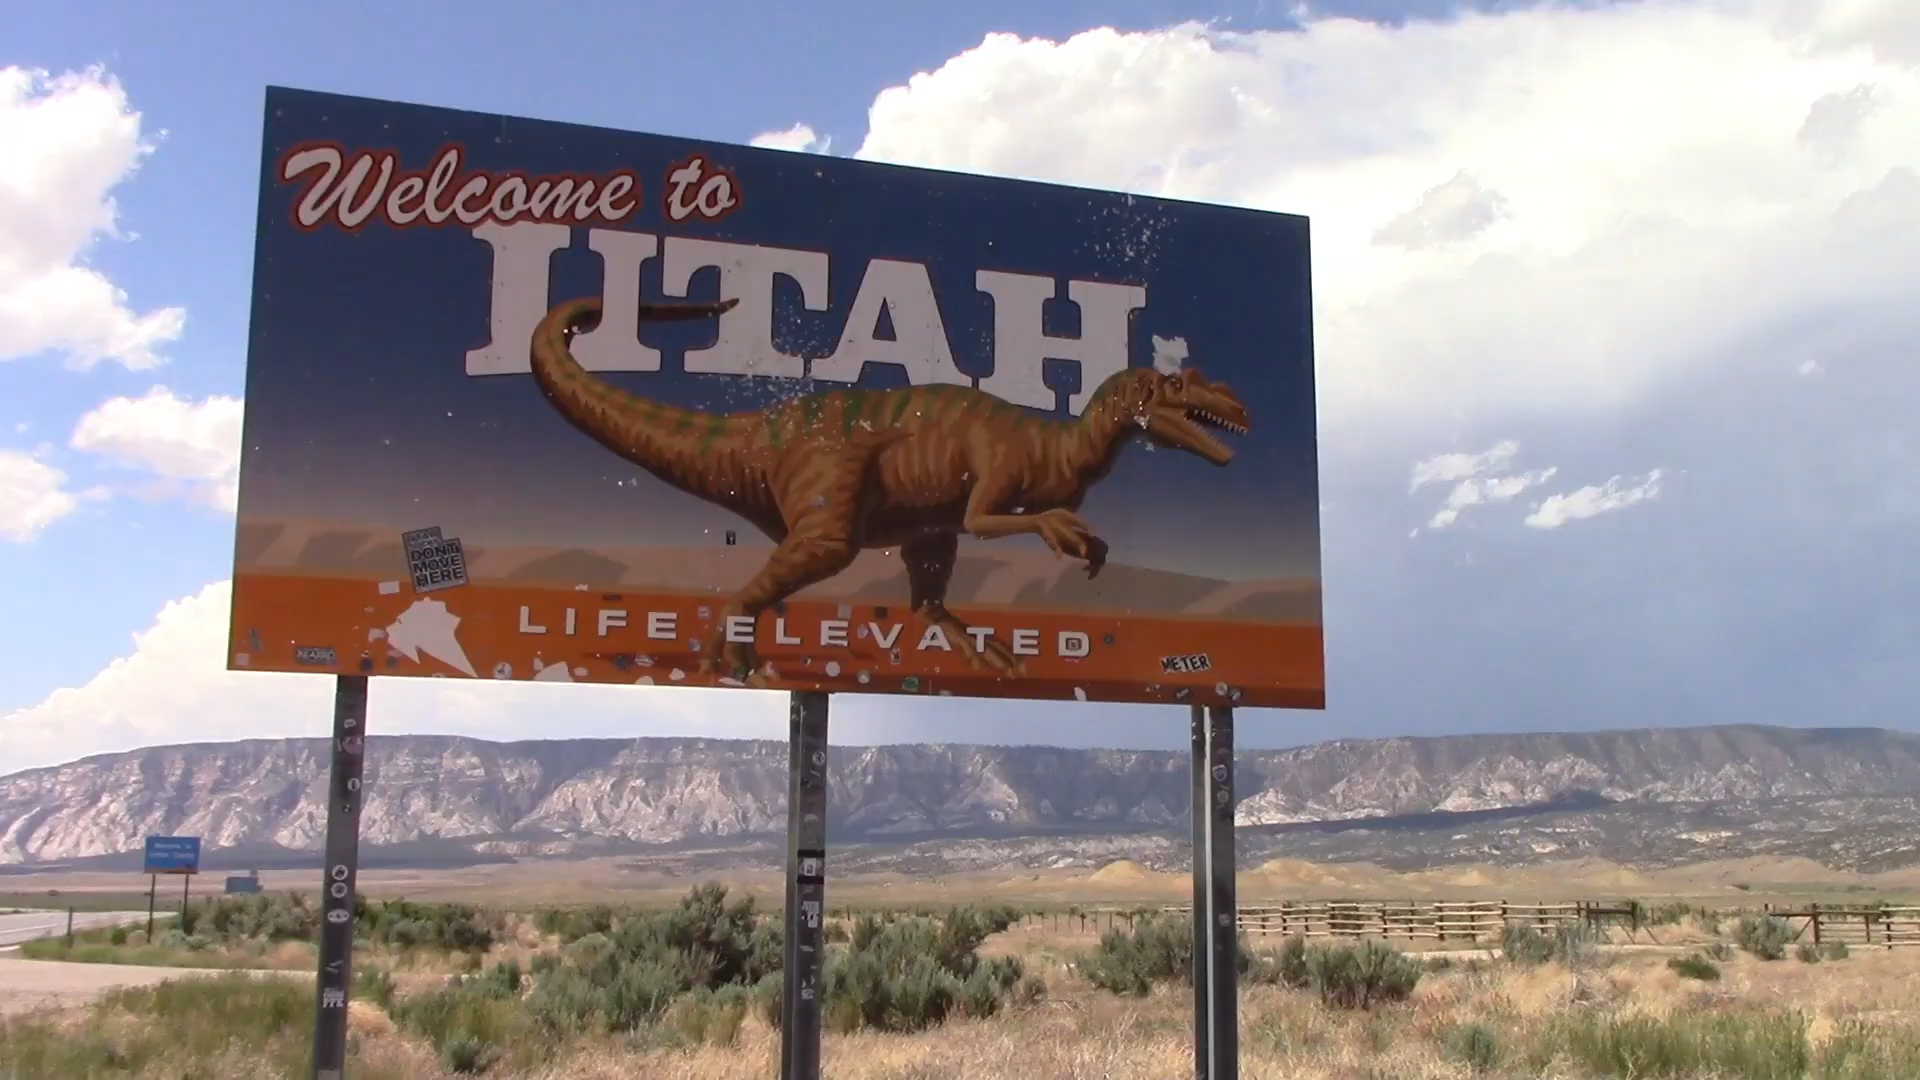 Welcome to
UTAH
DONT
MOVE
HERE
LIFE ELEVATED
METER